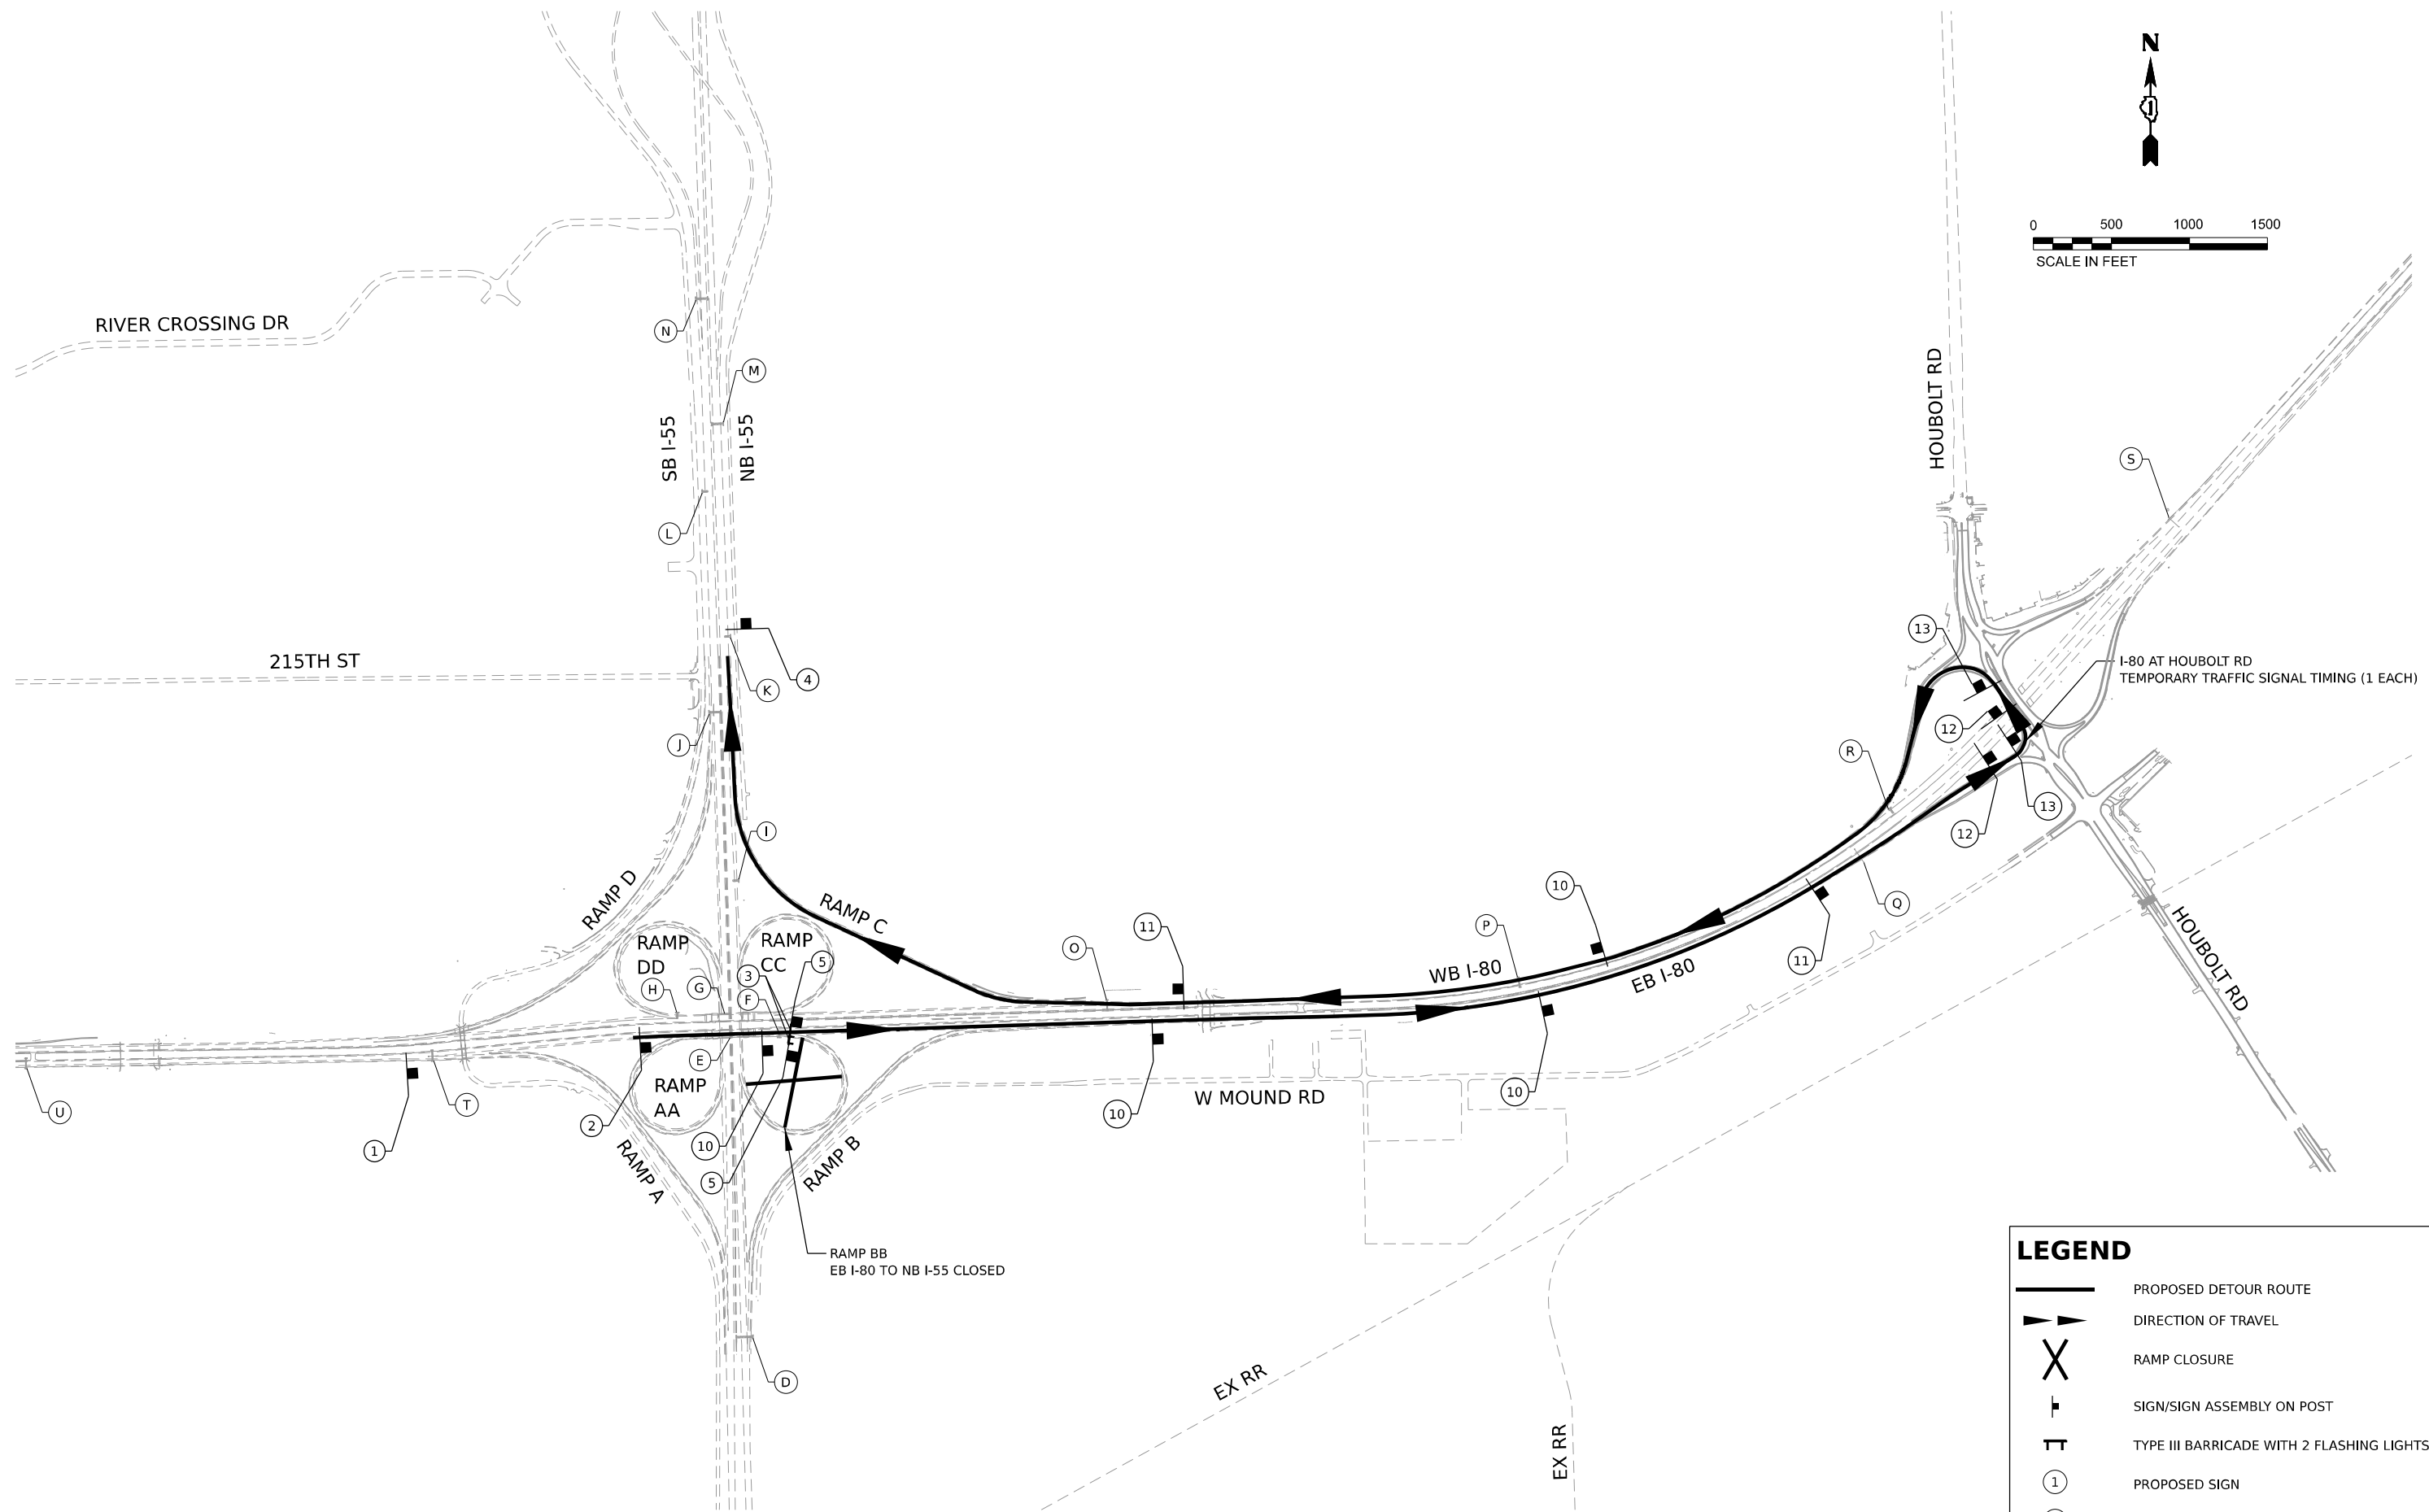 N
1
0 500 1000 1500
SCALE IN FEET
RIVER CROSSING DR
N
M
SB I-55
NB I-55
HOUBOLT RD
S
L
13
I-80 AT HOUBOLT RD
TEMPORARY TRAFFIC SIGNAL TIMING (1 EACH)
215TH ST
4
K
12
J
R
13
I
12
RAMP D
RAMP C
10
Q
11
RAMP
DD
RAMP
CC
O
P
11
HOUBOLT RD
3
5
H
G
F
WB I-80
EB I-80
E
E
RAMP
AA
U
T
2
10
W MOUND RD
10
10
1
RAMP A
5
RAMP B
RAMP BB
EB I-80 TO NB I-55 CLOSED
D
EX RR
EX RR
LEGEND
PROPOSED DETOUR ROUTE
DIRECTION OF TRAVEL
RAMP CLOSURE
SIGN/SIGN ASSEMBLY ON POST
TYPE III BARRICADE WITH 2 FLASHING LIGHTS
1 PROPOSED SIGN